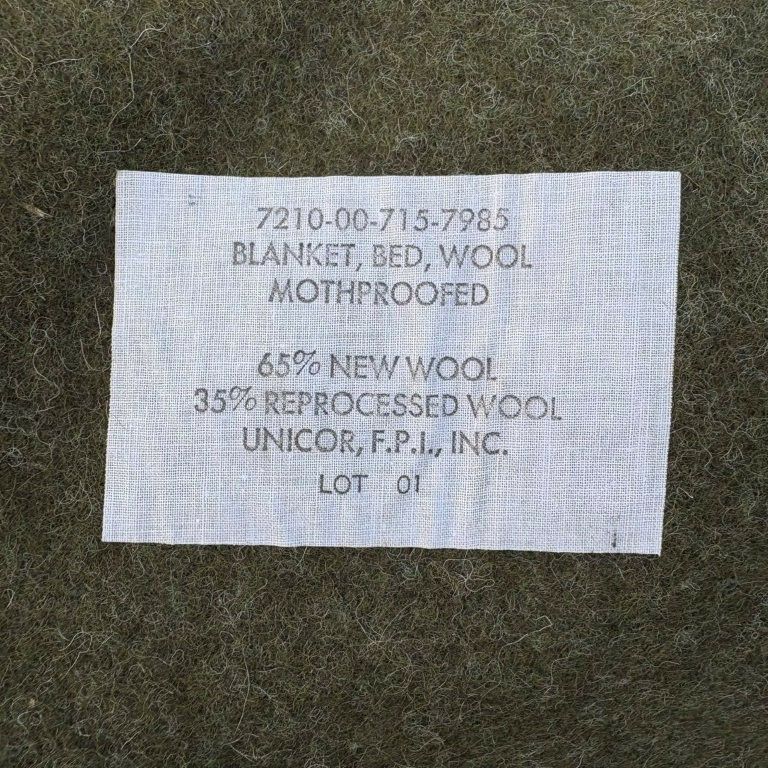 7210-00-715-7985
BLANKET, BED, WOOL
MOTHPROOFED
65% NEW WOOL
35% REPROCESSED WOOL
UNICOR, F.P.I., INC.
LOT 01